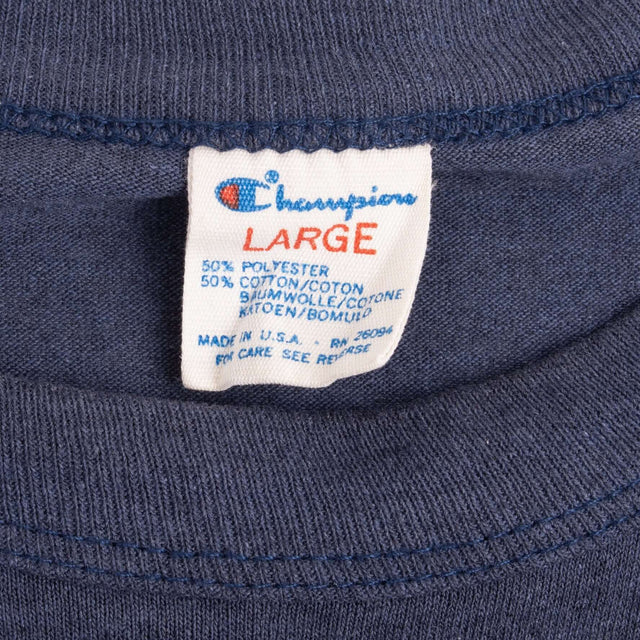 Champion®
LARGE
50% POLYESTER
50% COTTON/COTON
BAUMWOLLE/COTONE
KATOEN/BOMULD
MADE IN U.S.A. - RN 26094
FOR CARE SEE REVERSE